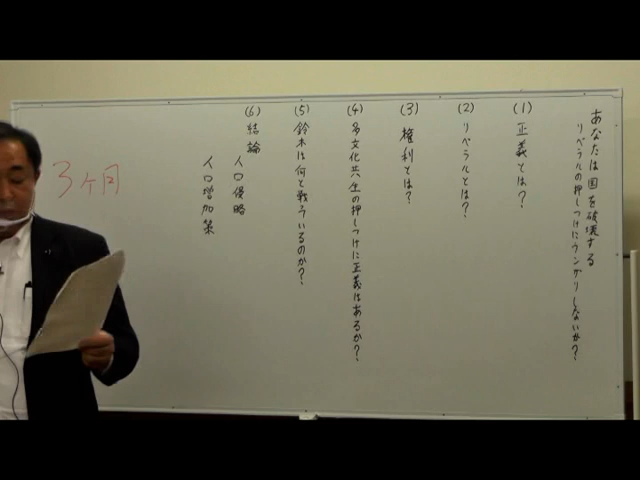 あなたは国を破壊する
リベラルの押しつけにウンザリしないか?
(1) 正義とは?
(2) リベラルとは?
(3) 権利とは?
(4) 多文化共生の押しつけに正義はあるか?
(5) 鈴木は何と戦ういるのか?
(6) 結論
人口侵略
人口増加策
3ヶ月